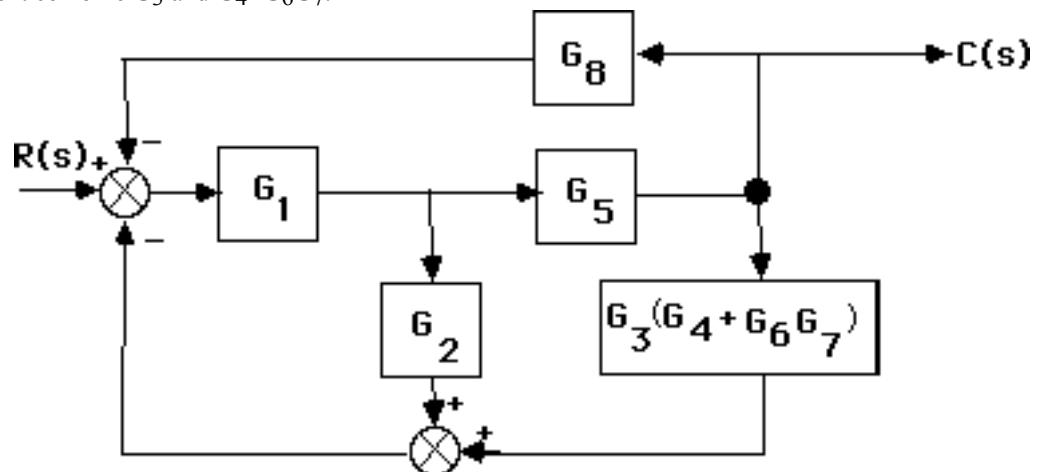 G₈
C(s)
−
R(s) +
G₁
G₅
−
G₂
G₃(G₄ + G₆G₇)
+
+